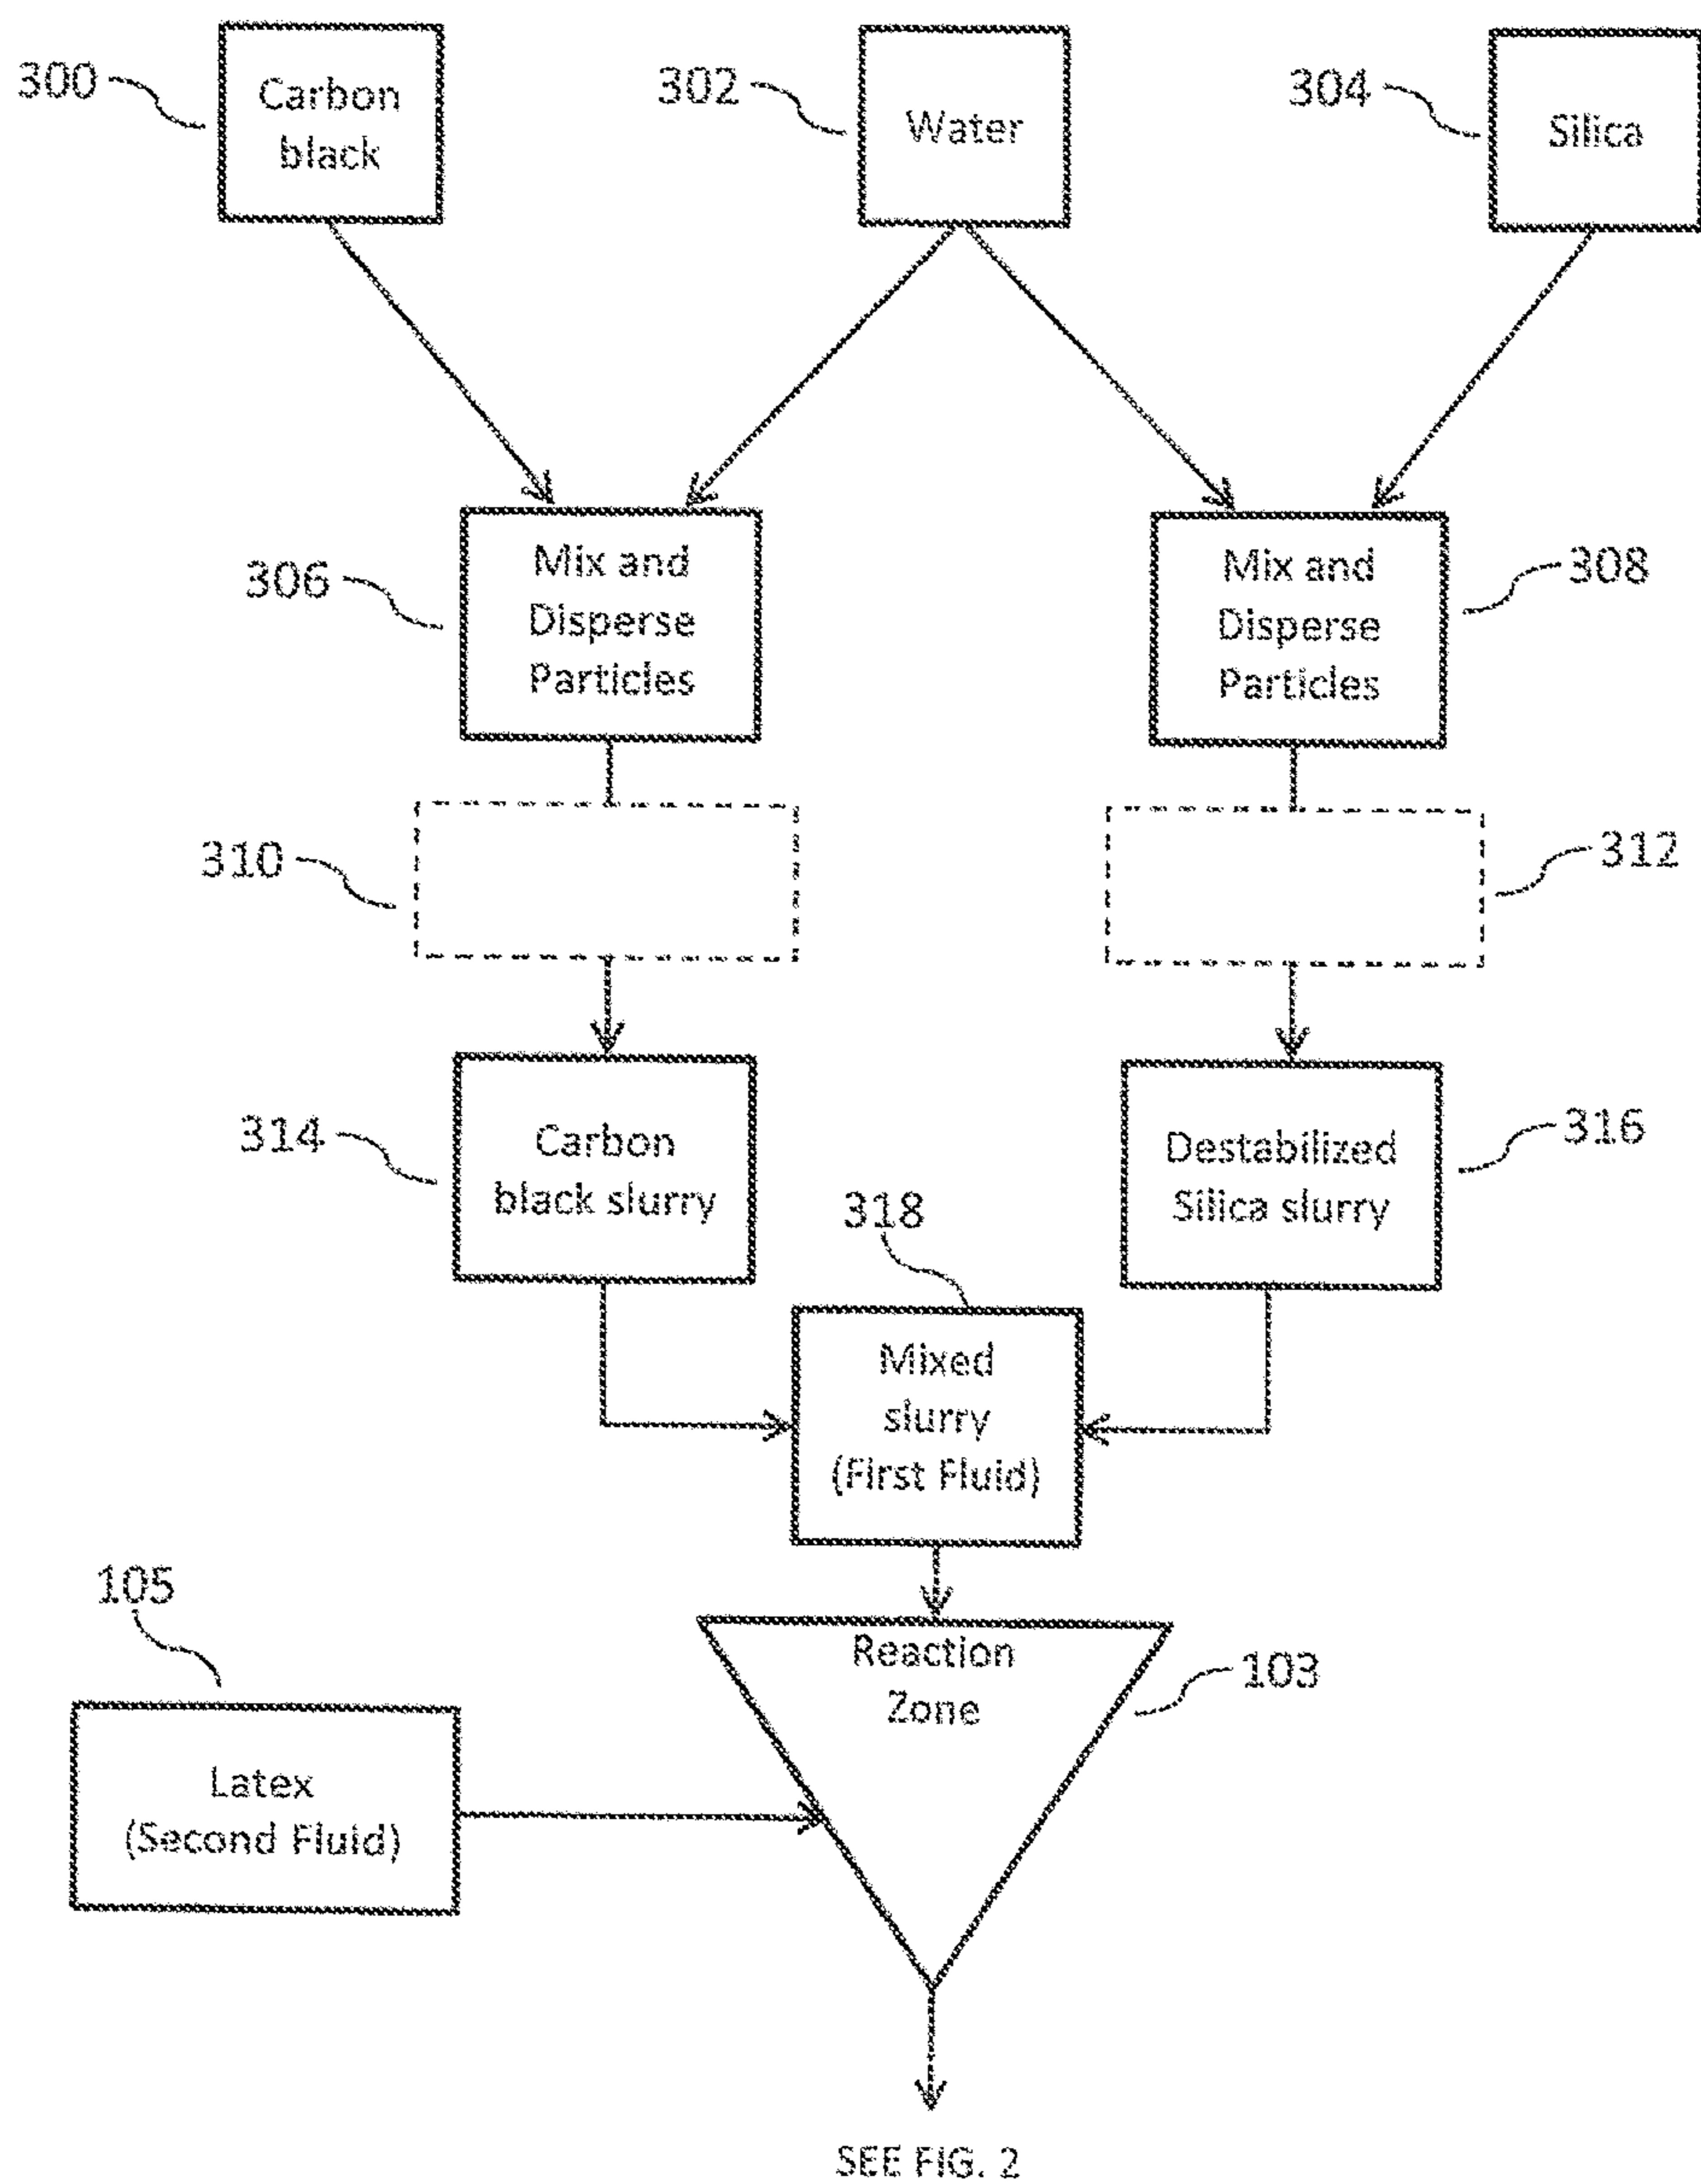 300
Carbon
black
302
Water
304
Silica
306
Mix and
Disperse
Particles
Mix and
Disperse
Particles
308
310
312
314
Carbon
black slurry
Destabilized
Silica slurry
316
318
Mixed
slurry
(First Fluid)
105
Latex
(Second Fluid)
Reaction
Zone
103
SEE FIG. 2